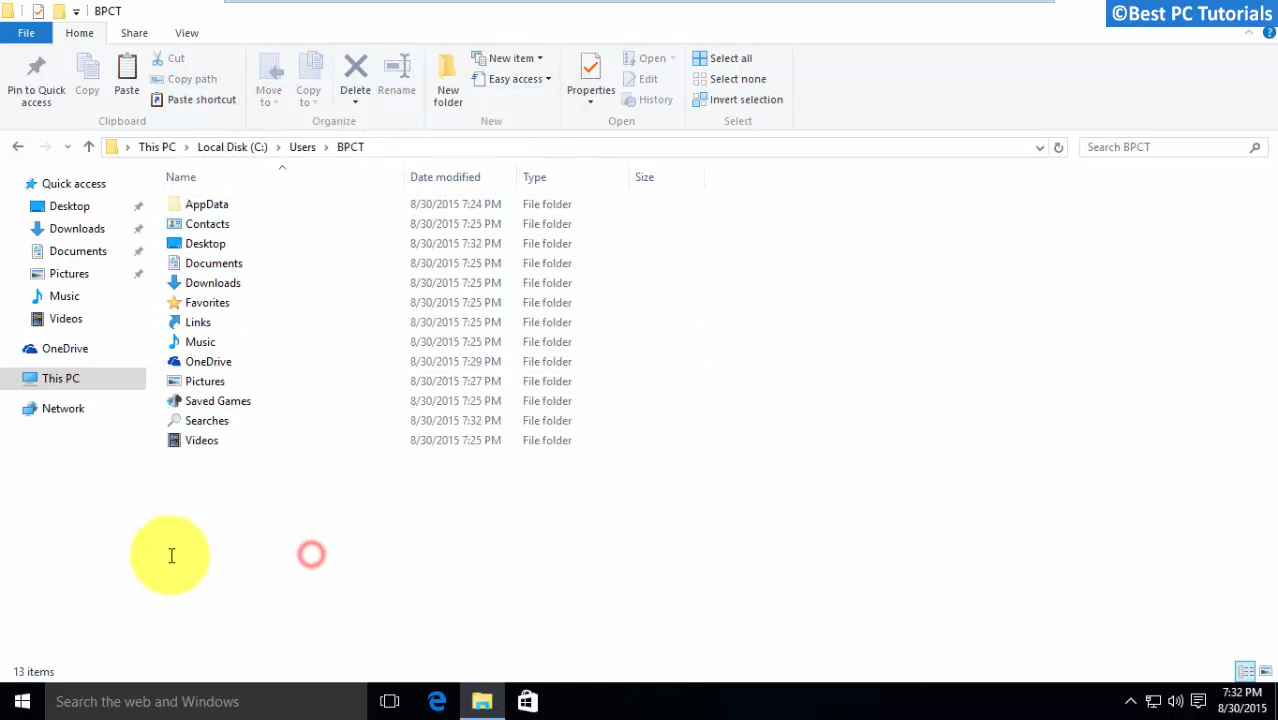 BPCT
©Best PC Tutorials
File Home Share View
Pin to Quick access
Copy
Paste
Cut
Copy path
Paste shortcut
Clipboard
Move to
Copy to
Delete
Rename
Organize
New folder
New item
Easy access
New
Properties
Open
Edit
History
Open
Select all
Select none
Invert selection
Select
This PC Local Disk (C:) Users BPCT
Search BPCT
Quick access
Desktop
Downloads
Documents
Pictures
Music
Videos
OneDrive
This PC
Network
Name Date modified Type Size
AppData 8/30/2015 7:24 PM File folder
Contacts 8/30/2015 7:25 PM File folder
Desktop 8/30/2015 7:32 PM File folder
Documents 8/30/2015 7:25 PM File folder
Downloads 8/30/2015 7:25 PM File folder
Favorites 8/30/2015 7:25 PM File folder
Links 8/30/2015 7:25 PM File folder
Music 8/30/2015 7:25 PM File folder
OneDrive 8/30/2015 7:29 PM File folder
Pictures 8/30/2015 7:27 PM File folder
Saved Games 8/30/2015 7:25 PM File folder
Searches 8/30/2015 7:32 PM File folder
Videos 8/30/2015 7:25 PM File folder
13 items
Search the web and Windows
7:32 PM
8/30/2015